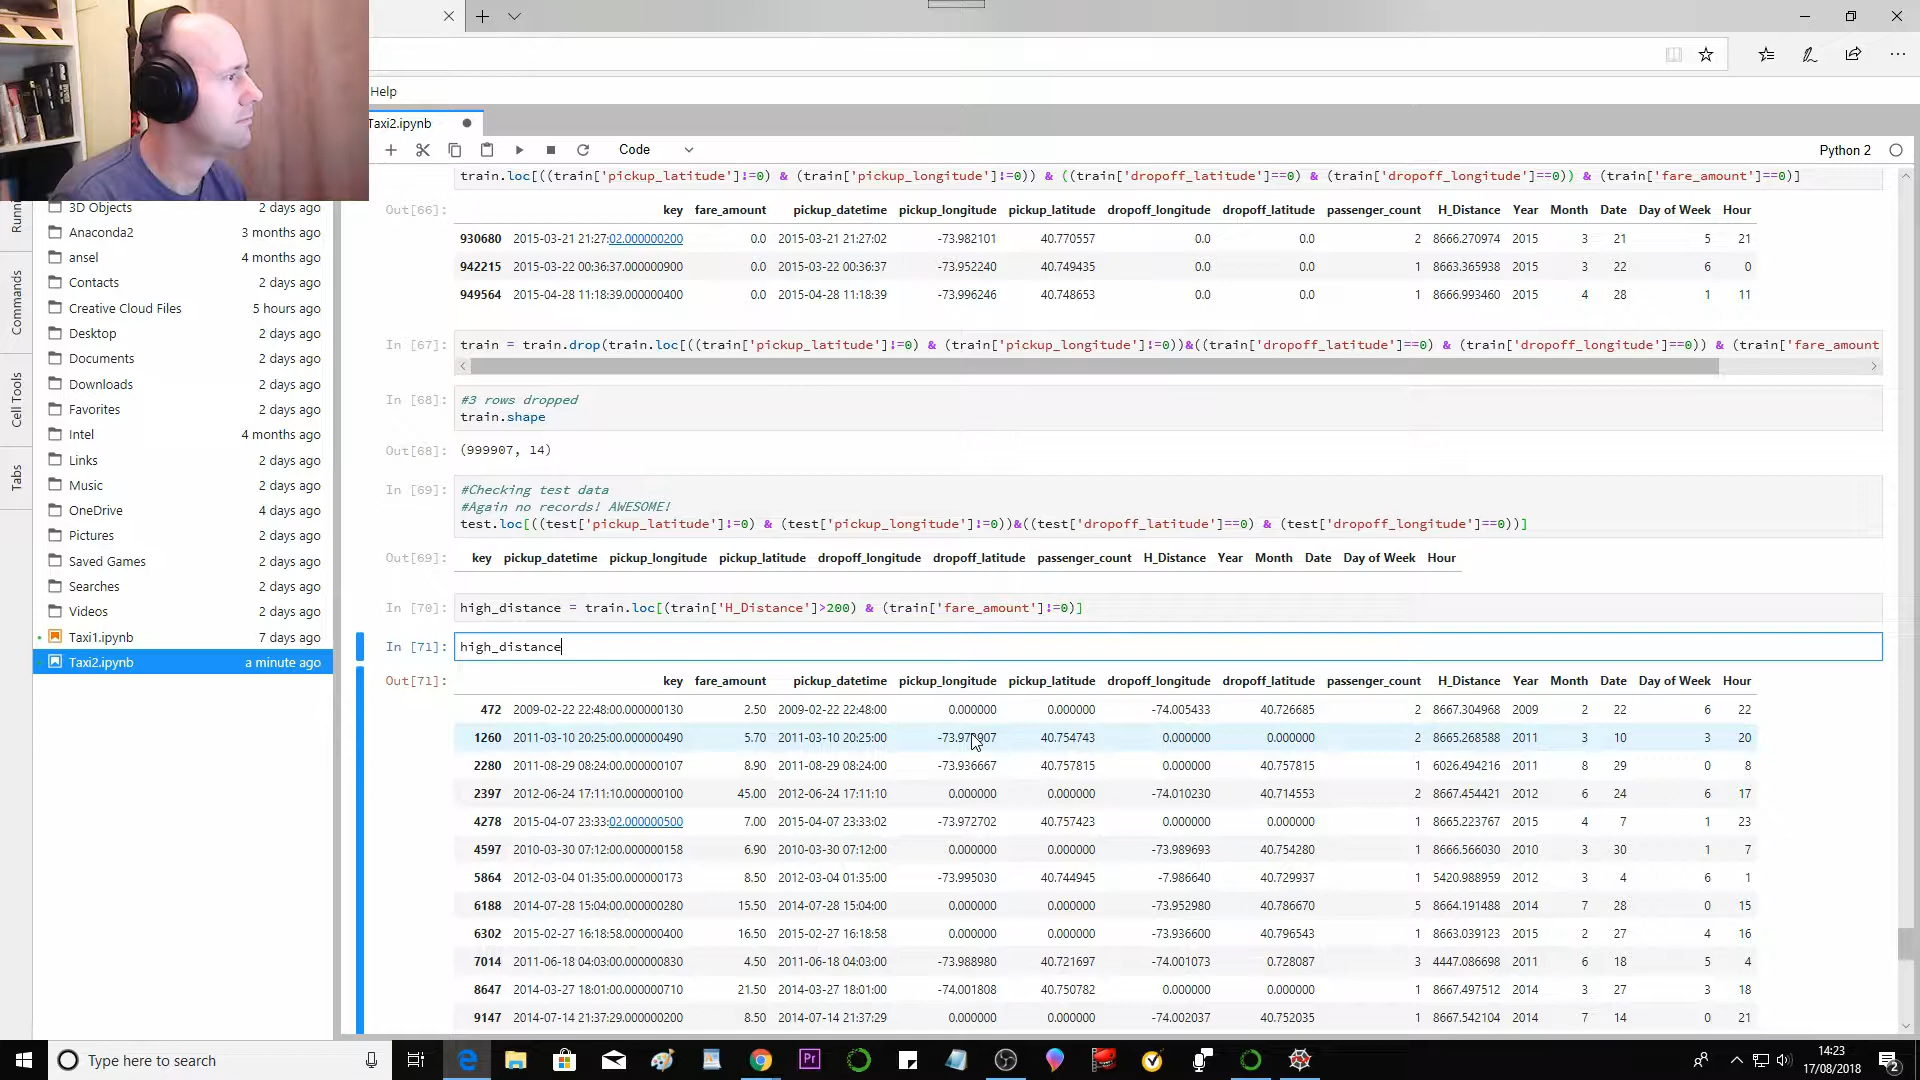 Help
Taxi2.ipynb
Code
Python 2
Commands
Cell Tools
Tabs
3D Objects 2 days ago
Anaconda2 3 months ago
ansel 4 months ago
Contacts 2 days ago
Creative Cloud Files 5 hours ago
Desktop 2 days ago
Documents 2 days ago
Downloads 2 days ago
Favorites 2 days ago
Intel 4 months ago
Links 2 days ago
Music 2 days ago
OneDrive 4 days ago
Pictures 2 days ago
Saved Games 2 days ago
Searches 2 days ago
Videos 2 days ago
Taxi1.ipynb 7 days ago
Taxi2.ipynb a minute ago
train.loc[((train['pickup_latitude']!=0) & (train['pickup_longitude']!=0)) & ((train['dropoff_latitude']==0) & (train['dropoff_longitude']==0)) & (train['fare_amount']==0)]
Out[66]:
key fare_amount pickup_datetime pickup_longitude pickup_latitude dropoff_longitude dropoff_latitude passenger_count H_Distance Year Month Date Day of Week Hour
930680 2015-03-21 21:27:02.000000200 0.0 2015-03-21 21:27:02 -73.982101 40.770557 0.0 0.0 2 8666.270974 2015 3 21 5 21
942215 2015-03-22 00:36:37.000000900 0.0 2015-03-22 00:36:37 -73.952240 40.749435 0.0 0.0 1 8663.365938 2015 3 22 6 0
949564 2015-04-28 11:18:39.000000400 0.0 2015-04-28 11:18:39 -73.996246 40.748653 0.0 0.0 1 8666.993460 2015 4 28 1 11
In [67]: train = train.drop(train.loc[((train['pickup_latitude']!=0) & (train['pickup_longitude']!=0))&((train['dropoff_latitude']==0) & (train['dropoff_longitude']==0)) & (train['fare_amount
In [68]: #3 rows dropped
train.shape
Out[68]: (999907, 14)
In [69]: #Checking test data
#Again no records! AWESOME!
test.loc[((test['pickup_latitude']!=0) & (test['pickup_longitude']!=0))&((test['dropoff_latitude']==0) & (test['dropoff_longitude']==0))]
Out[69]: key pickup_datetime pickup_longitude pickup_latitude dropoff_longitude dropoff_latitude passenger_count H_Distance Year Month Date Day of Week Hour
In [70]: high_distance = train.loc[(train['H_Distance']>200) & (train['fare_amount']!=0)]
In [71]: high_distance
Out[71]:
key fare_amount pickup_datetime pickup_longitude pickup_latitude dropoff_longitude dropoff_latitude passenger_count H_Distance Year Month Date Day of Week Hour
472 2009-02-22 22:48:00.000000130 2.50 2009-02-22 22:48:00 0.000000 0.000000 -74.005433 40.726685 2 8667.304968 2009 2 22 6 22
1260 2011-03-10 20:25:00.000000490 5.70 2011-03-10 20:25:00 40.754743 0.000000 0.000000 2 8665.268588 2011 3 10 3 20
2280 2011-08-29 08:24:00.000000107 8.90 2011-08-29 08:24:00 -73.936667 40.757815 0.000000 40.757815 1 6026.494216 2011 8 29 0 8
2397 2012-06-24 17:11:10.000000100 45.00 2012-06-24 17:11:10 0.000000 0.000000 -74.010230 40.714553 2 8667.454421 2012 6 24 6 17
4278 2015-04-07 23:33:02.000000500 7.00 2015-04-07 23:33:02 -73.972702 40.757423 0.000000 0.000000 1 8665.223767 2015 4 7 1 23
4597 2010-03-30 07:12:00.000000158 6.90 2010-03-30 07:12:00 0.000000 0.000000 -73.989693 40.754280 1 8666.566030 2010 3 30 1 7
5864 2012-03-04 01:35:00.000000173 8.50 2012-03-04 01:35:00 -73.995030 40.744945 -7.986640 40.729937 1 5420.988959 2012 3 4 6 1
6188 2014-07-28 15:04:00.000000280 15.50 2014-07-28 15:04:00 0.000000 0.000000 -73.952980 40.786670 5 8664.191488 2014 7 28 0 15
6302 2015-02-27 16:18:58.000000400 16.50 2015-02-27 16:18:58 0.000000 0.000000 -73.936600 40.796543 1 8663.039123 2015 2 27 4 16
7014 2011-06-18 04:03:00.000000830 4.50 2011-06-18 04:03:00 -73.988980 40.721697 -74.001073 0.728087 3 4447.086698 2011 6 18 5 4
8647 2014-03-27 18:01:00.000000710 21.50 2014-03-27 18:01:00 -74.001808 40.750782 0.000000 0.000000 1 8667.497512 2014 3 27 3 18
9147 2014-07-14 21:37:29.000000200 8.50 2014-07-14 21:37:29 0.000000 0.000000 -74.002037 40.752035 1 8667.542104 2014 7 14 0 21
Type here to search
Pr
14:23
17/08/2018
2